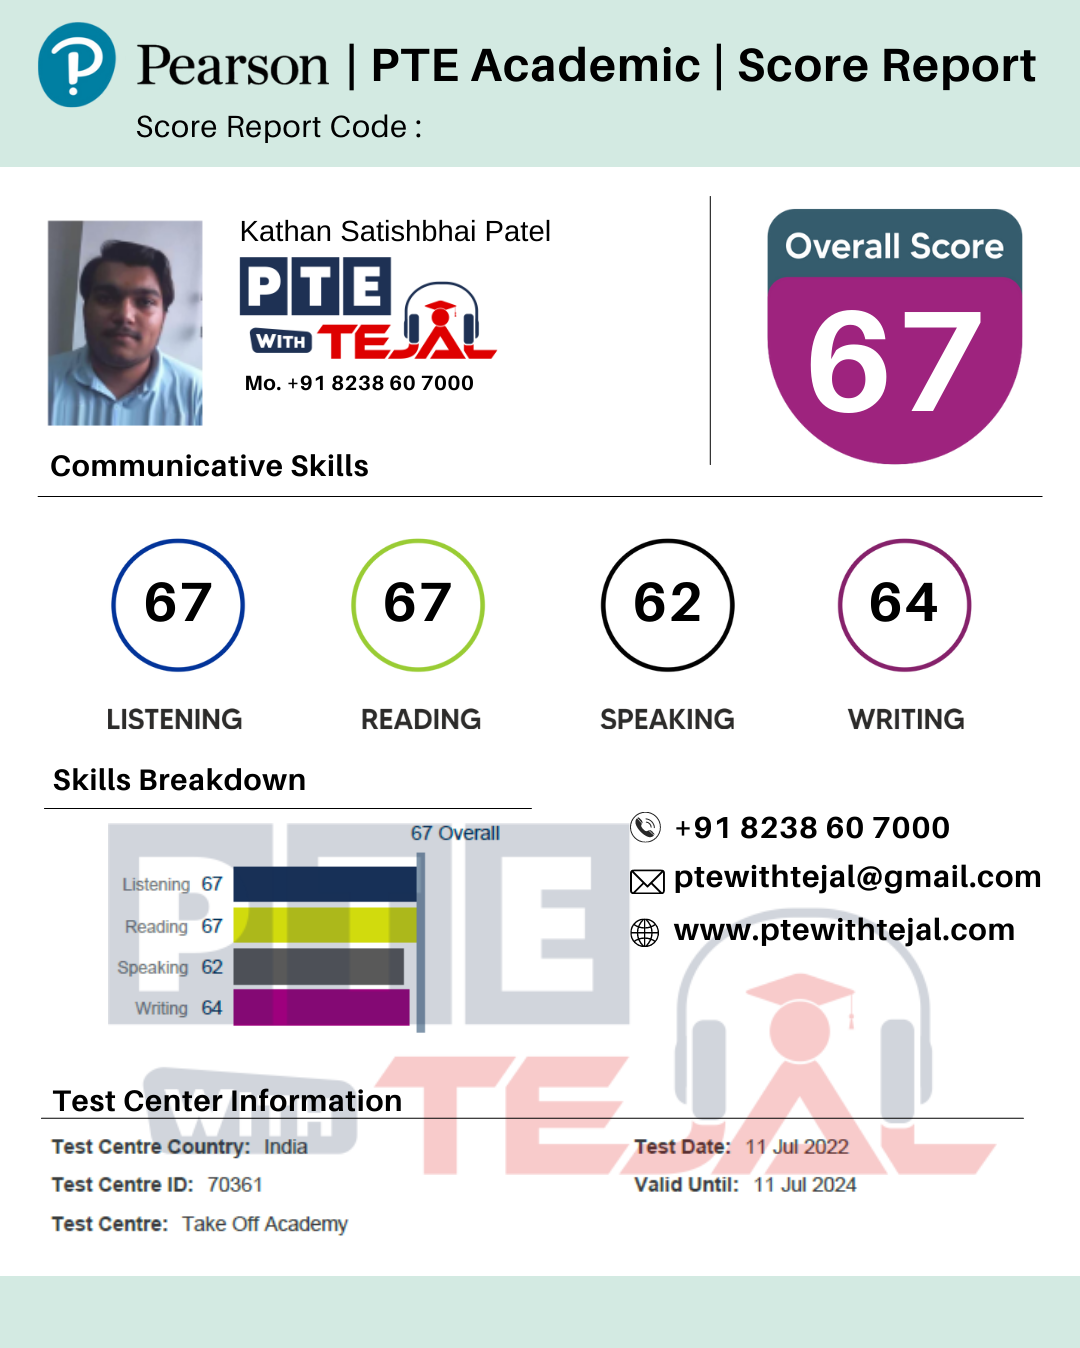 Pearson | PTE Academic | Score Report
Score Report Code :
Kathan Satishbhai Patel
PTE
WITH TEJAL
Mo. +91 8238 60 7000
Overall Score
67
Communicative Skills
67 67 62 64
LISTENING READING SPEAKING WRITING
Skills Breakdown
67 Overall
Listening 67
Reading 67
Speaking 62
Writing 64
+91 8238 60 7000
ptewithtejal@gmail.com
www.ptewithtejal.com
PTE
WITH TEJAL
Test Center Information
Test Centre Country: India
Test Centre ID: 70361
Test Centre: Take Off Academy
Test Date: 11 Jul 2022
Valid Until: 11 Jul 2024